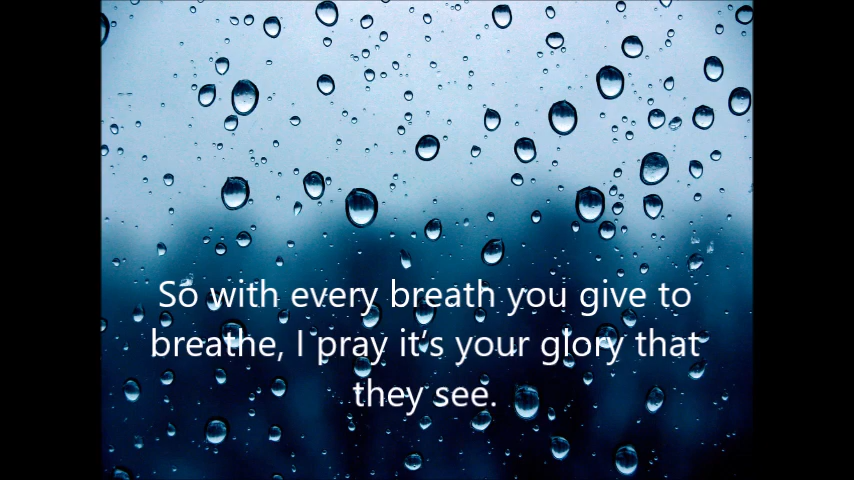 So with every breath you give to
breathe, I pray it's your glory that
they see.